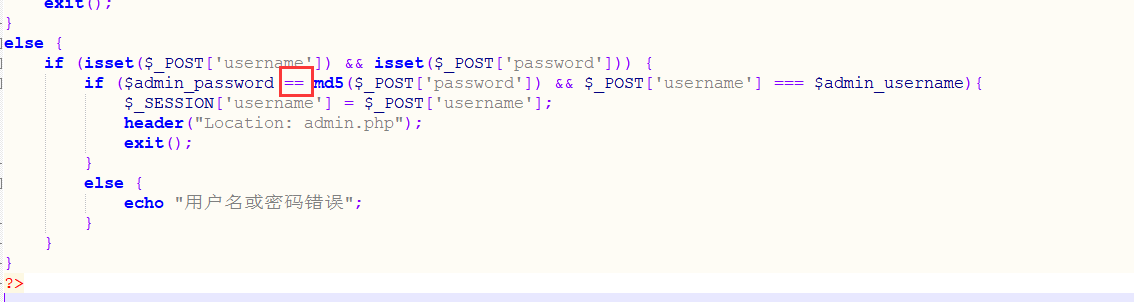 exit();
}
else {
if (isset($_POST['username']) && isset($_POST['password'])) {
if ($admin_password == md5($_POST['password']) && $_POST['username'] === $admin_username){
$_SESSION['username'] = $_POST['username'];
header("Location: admin.php");
exit();
}
else {
echo "用户名或密码错误";
}
}
}
?>